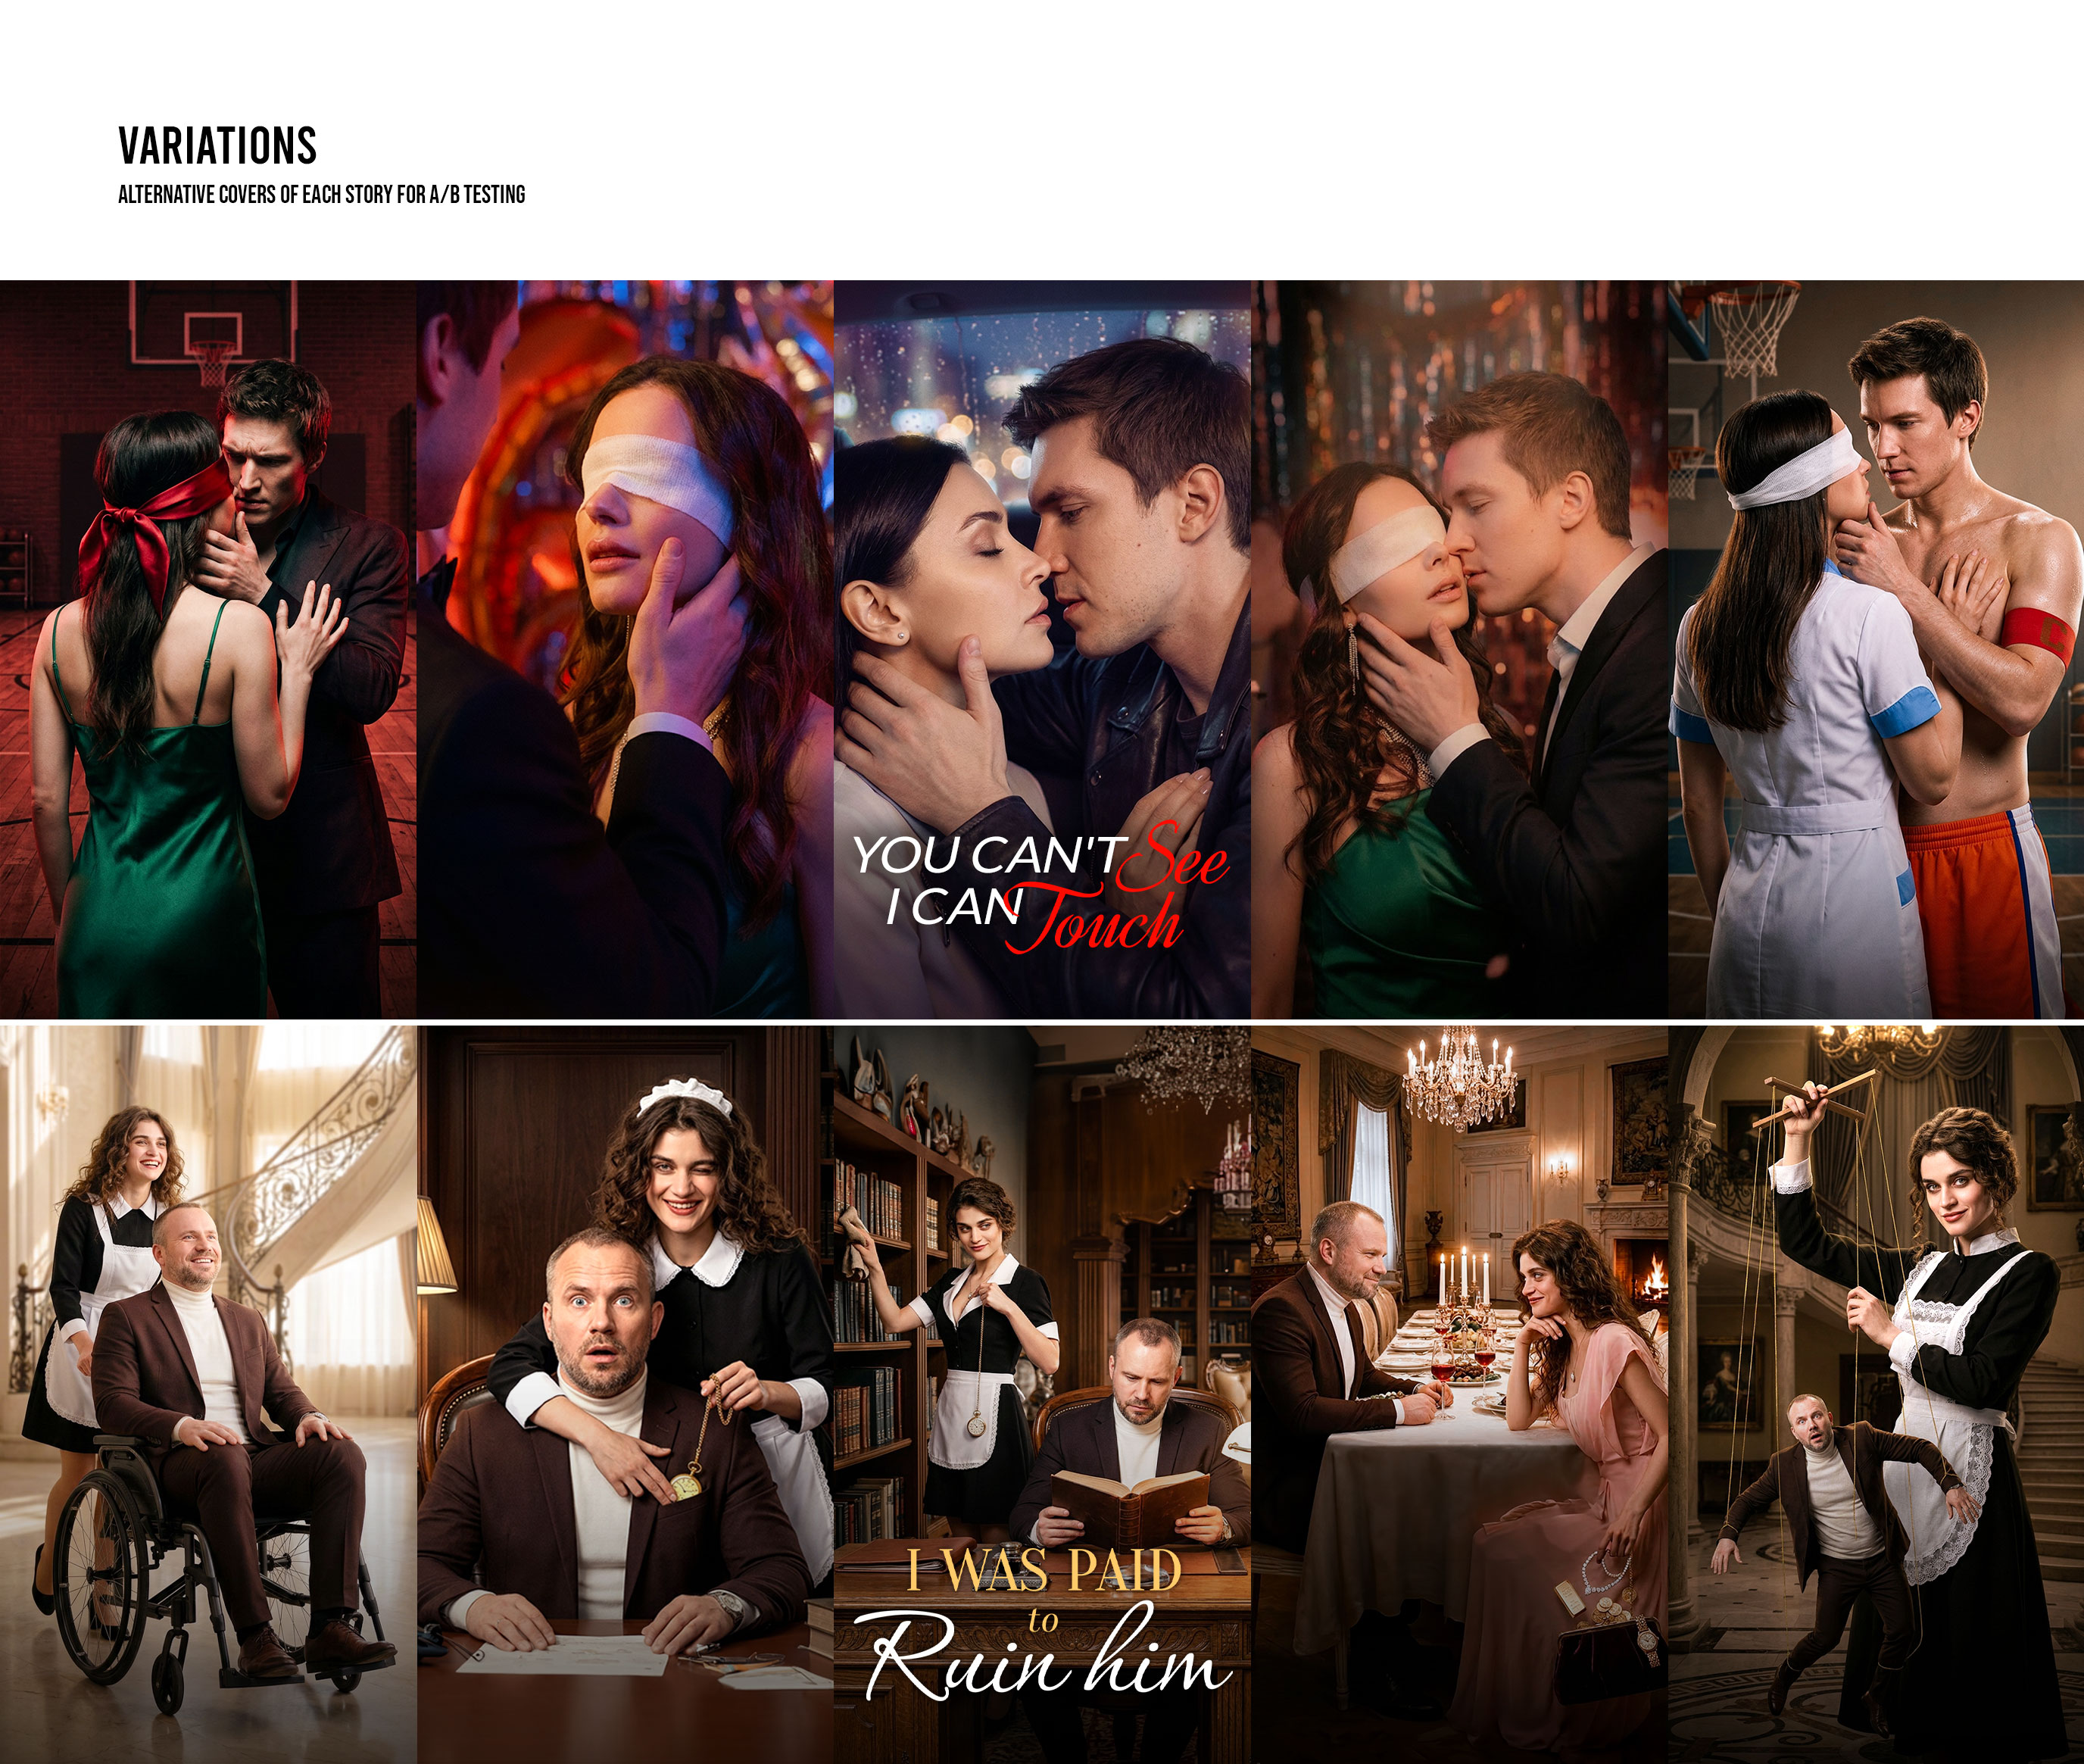 VARIATIONS
ALTERNATIVE COVERS OF EACH STORY FOR A/B TESTING
YOU CAN'T See
I CAN Touch
I WAS PAID
to
Ruin him